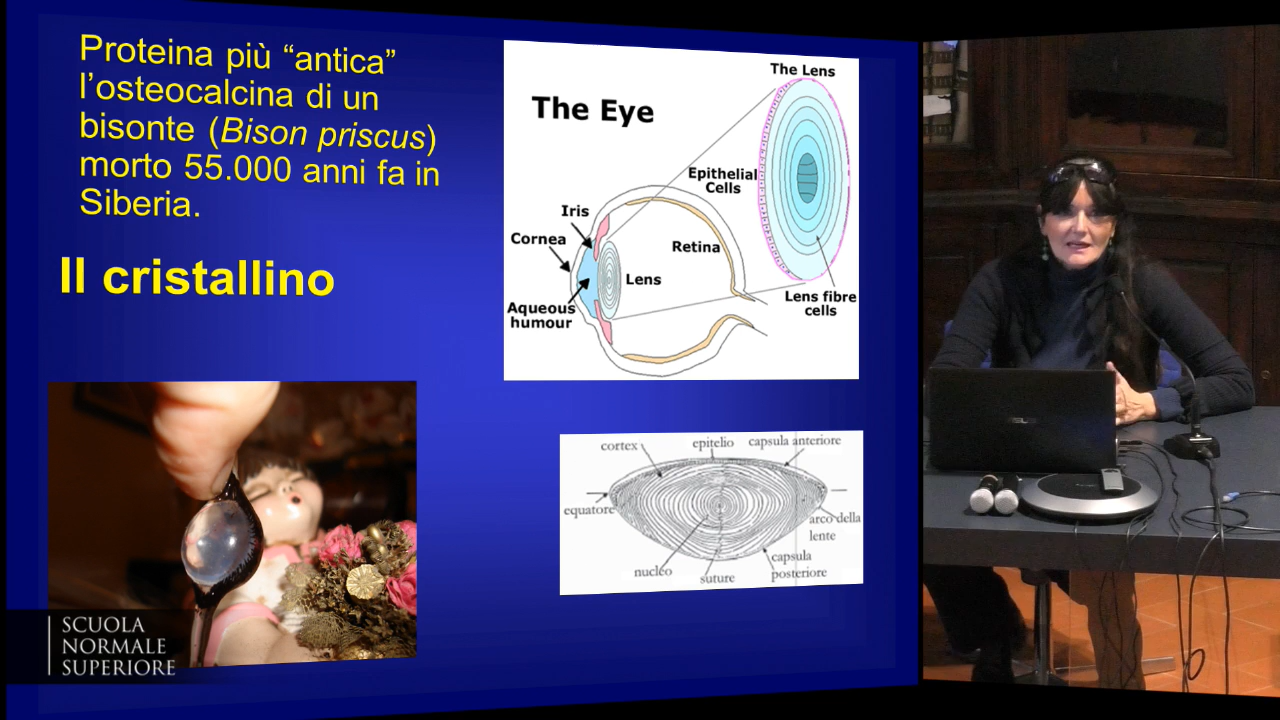 Proteina più “antica”
l’osteocalcina di un
bisonte (Bison priscus)
morto 55.000 anni fa in
Siberia.
Il cristallino
The Eye
The Lens
Epithelial
Cells
Iris
Cornea
Retina
Lens
Aqueous
humour
Lens fibre
cells
cortex
epitelio
capsula anteriore
equatore
arco della
lente
nucleo
suture
capsula
posteriore
SCUOLA
NORMALE
SUPERIORE